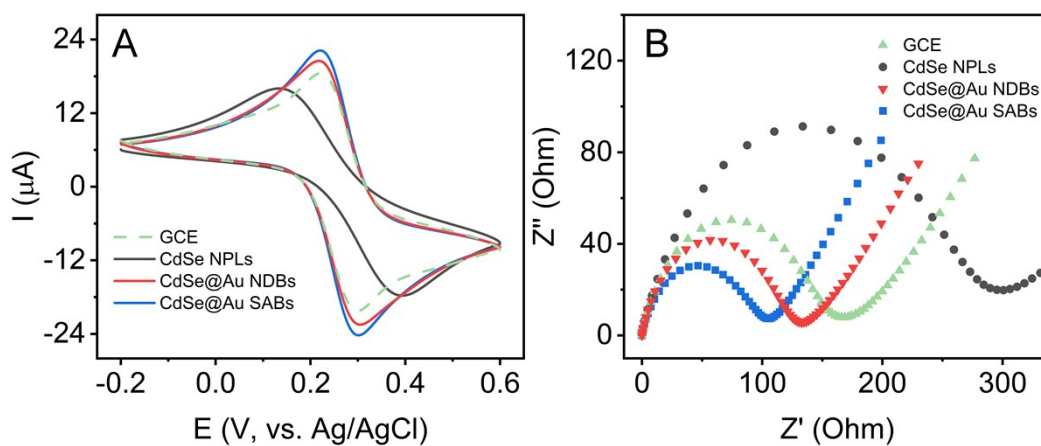 A
24
12
0
-12
-24
I (μA)
GCE
CdSe NPLs
CdSe@Au NDBs
CdSe@Au SABs
-0.2 0.0 0.2 0.4 0.6
E (V, vs. Ag/AgCl)
B
120
80
40
0
Z'' (Ohm)
GCE
CdSe NPLs
CdSe@Au NDBs
CdSe@Au SABs
0 100 200 300
Z' (Ohm)